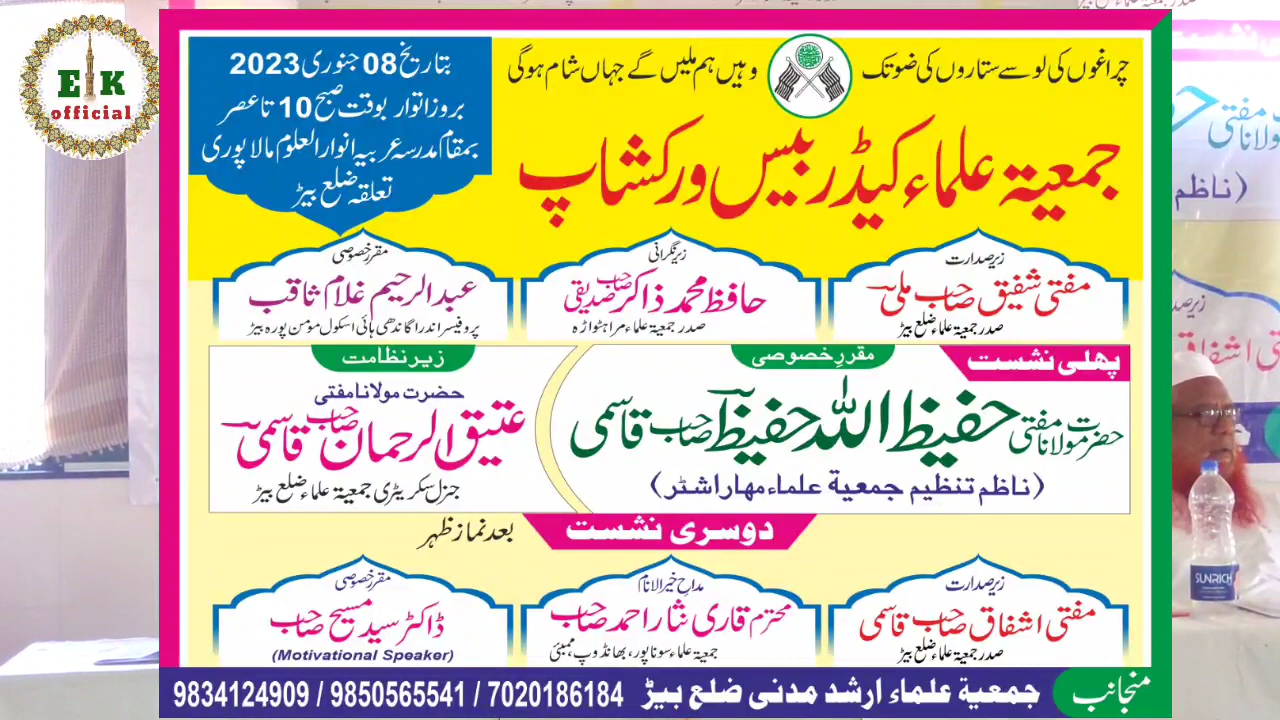 EK
official
چراغوں کی لو سے ستاروں کی ضو تک
وہیں ہم ملیں گے جہاں شام ہوگی
بتاریخ 08 جنوری 2023
بروز اتوار بوقت صبح 10 تا عصر
بمقام مدرسہ عربیہ انوار العلوم مالاپوری
تعلقہ ضلع بیڑ
جمعیۃ علماء کیڈر بیس ورکشاپ
زیر صدارت
مفتی شفیق صاحب ملی
صدر جمعیۃ علماء ضلع بیڑ
زیر نگرانی
حافظ محمد ذاکر صاحب صدیقی
صدر جمعیۃ علماء مراہٹواڑہ
مقرر خصوصی
عبدالرحیم غلام ثاقب
پروفیسر اندرا گاندھی ہائی اسکول مومن پورہ بیڑ
پہلی نشست
مقررِ خصوصی
حضرت مولانا مفتی حفیظ اللہ حفیظ صاحب قاسمی
(ناظم تنظیم جمعیۃ علماء مہاراشٹر)
زیر نظامت
حضرت مولانا مفتی
عتیق الرحمان صاحب قاسمی
جنرل سکریٹری جمعیۃ علماء ضلع بیڑ
دوسری نشست
بعد نماز ظہر
زیر صدارت
مفتی اشفاق صاحب قاسمی
صدر جمعیۃ علماء ضلع بیڑ
مداح خیر الانام
محترم قاری نثار احمد صاحب
جمعیۃ علماء سوناپور، بھانڈوپ ممبئی
مقرر خصوصی
ڈاکٹر سید مسیح صاحب
(Motivational Speaker)
منجانب
جمعیۃ علماء ارشد مدنی ضلع بیڑ 9834124909 / 9850565541 / 7020186184
SUNRICH